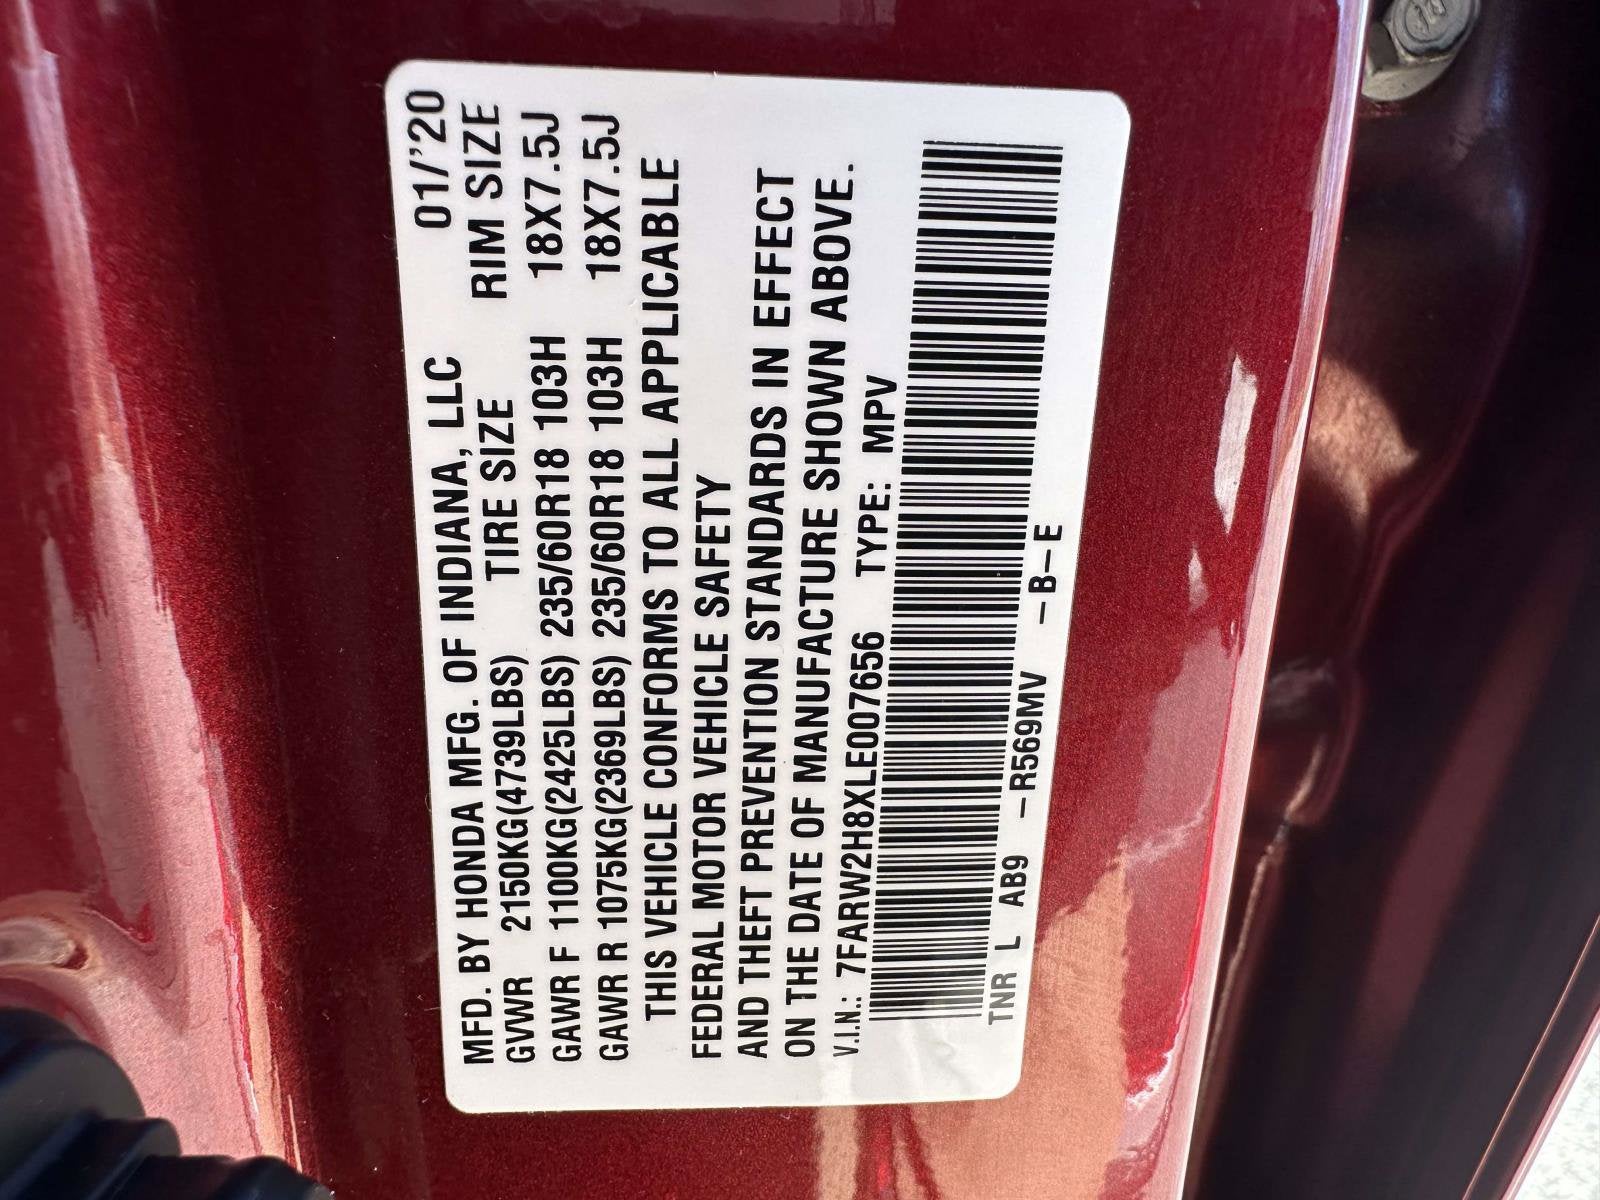 MFD. BY HONDA MFG. OF INDIANA, LLC 01/'20
GVWR 2150KG(4739LBS) TIRE SIZE RIM SIZE
GAWR F 1100KG(2425LBS) 235/60R18 103H 18X7.5J
GAWR R 1075KG(2369LBS) 235/60R18 103H 18X7.5J
THIS VEHICLE CONFORMS TO ALL APPLICABLE
FEDERAL MOTOR VEHICLE SAFETY
AND THEFT PREVENTION STANDARDS IN EFFECT
ON THE DATE OF MANUFACTURE SHOWN ABOVE.
V.I.N.: 7FARW2H8XLE007656 TYPE: MPV
TNR L AB9 -R569MV -B-E